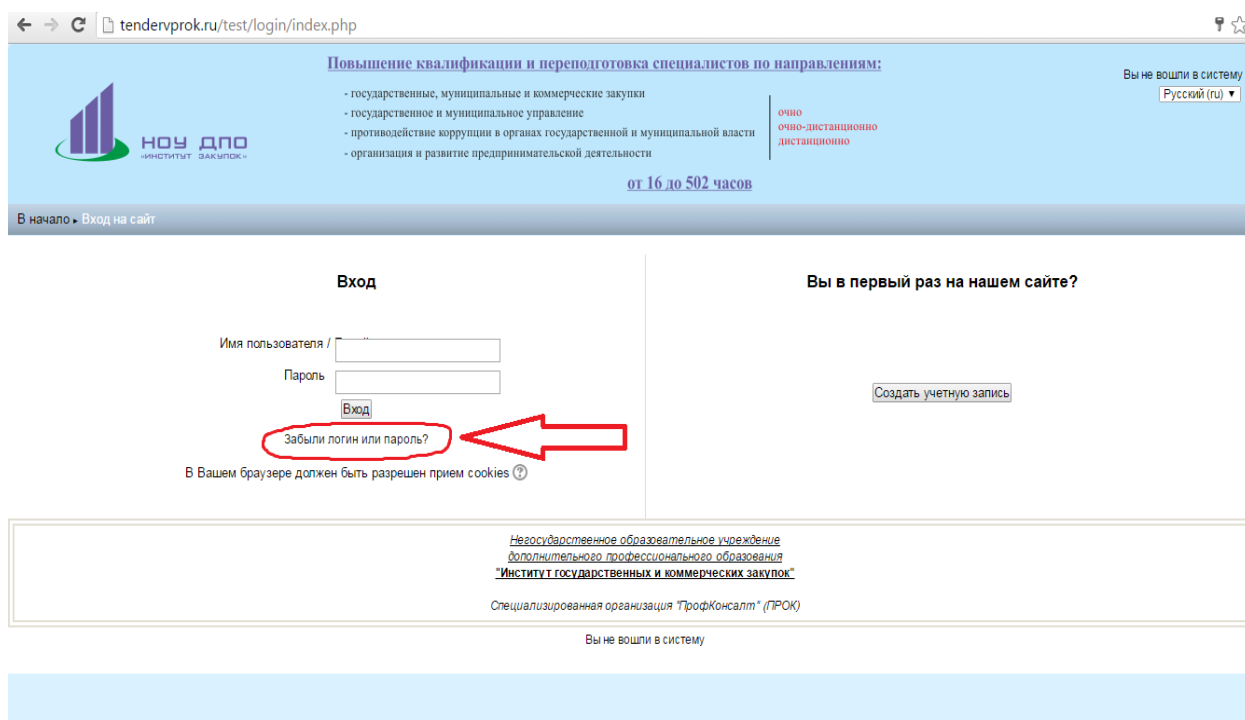 tendervprok.ru/test/login/index.php
Повышение квалификации и переподготовка специалистов по направлениям:
Вы не вошли в систему
Русский (ru)
- государственные, муниципальные и коммерческие закупки
- государственное и муниципальное управление
- противодействие коррупции в органах государственной и муниципальной власти
- организация и развитие предпринимательской деятельности
очно
очно-дистанционно
дистанционно
НОУ ДПО
«ИНСТИТУТ ЗАКУПОК»
от 16 до 502 часов
В начало ► Вход на сайт
Вход
Имя пользователя /
Пароль
Вход
Забыли логин или пароль?
В Вашем браузере должен быть разрешен прием cookies ?
Вы в первый раз на нашем сайте?
Создать учетную запись
Негосударственное образовательное учреждение
дополнительного профессионального образования
"Институт государственных и коммерческих закупок"
Специализированная организация "ПрофКонсалт" (ПРОК)
Вы не вошли в систему